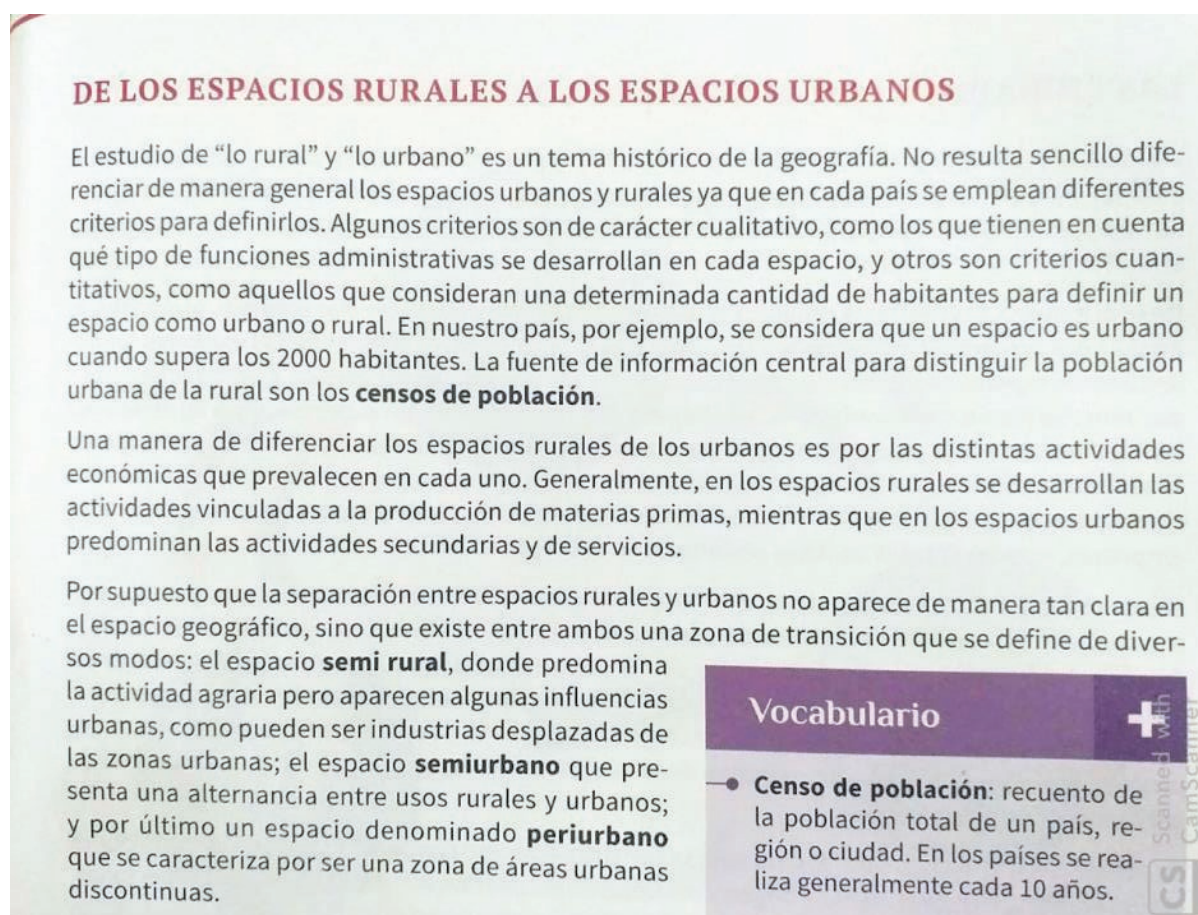 DE LOS ESPACIOS RURALES A LOS ESPACIOS URBANOS
El estudio de “lo rural” y “lo urbano” es un tema histórico de la geografía. No resulta sencillo dife-
renciar de manera general los espacios urbanos y rurales ya que en cada país se emplean diferentes
criterios para definirlos. Algunos criterios son de carácter cualitativo, como los que tienen en cuenta
qué tipo de funciones administrativas se desarrollan en cada espacio, y otros son criterios cuan-
titativos, como aquellos que consideran una determinada cantidad de habitantes para definir un
espacio como urbano o rural. En nuestro país, por ejemplo, se considera que un espacio es urbano
cuando supera los 2000 habitantes. La fuente de información central para distinguir la población
urbana de la rural son los censos de población.
Una manera de diferenciar los espacios rurales de los urbanos es por las distintas actividades
económicas que prevalecen en cada uno. Generalmente, en los espacios rurales se desarrollan las
actividades vinculadas a la producción de materias primas, mientras que en los espacios urbanos
predominan las actividades secundarias y de servicios.
Por supuesto que la separación entre espacios rurales y urbanos no aparece de manera tan clara en
el espacio geográfico, sino que existe entre ambos una zona de transición que se define de diver-
sos modos: el espacio semi rural, donde predomina
la actividad agraria pero aparecen algunas influencias
urbanas, como pueden ser industrias desplazadas de
las zonas urbanas; el espacio semiurbano que pre-
senta una alternancia entre usos rurales y urbanos;
y por último un espacio denominado periurbano
que se caracteriza por ser una zona de áreas urbanas
discontinuas.
Vocabulario +
Censo de población: recuento de
la población total de un país, re-
gión o ciudad. En los países se rea-
liza generalmente cada 10 años.
CS Scanned with
CamScanner